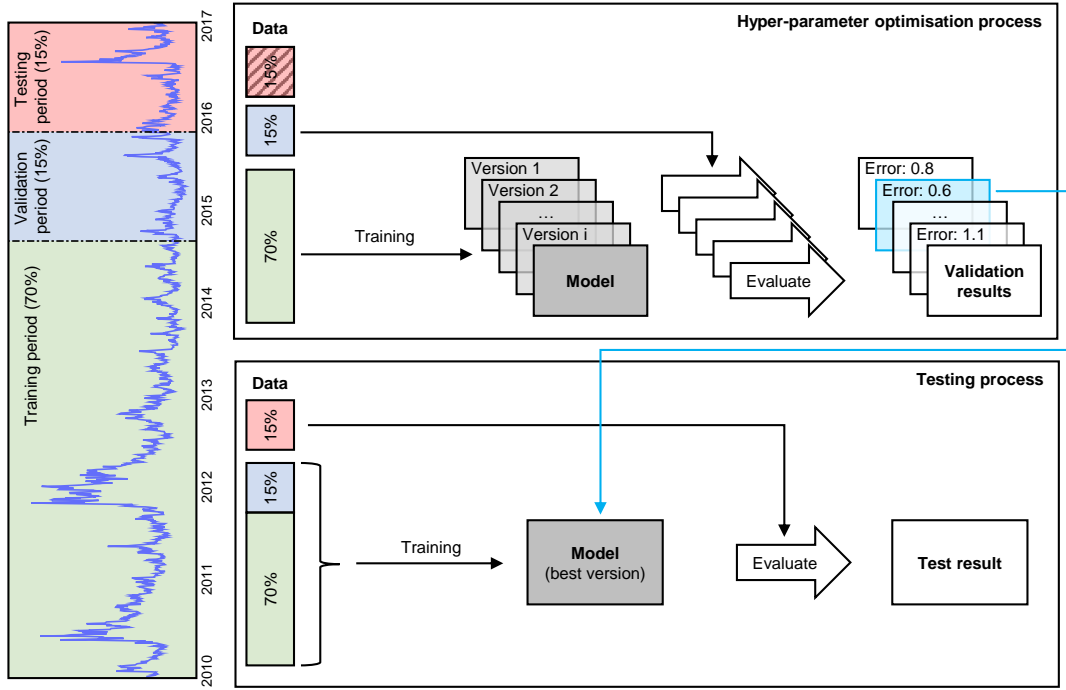 Testing
period (15%)
Validation
period (15%)
Training period (70%)
2017
2016
2015
2014
2013
2012
2011
2010
Hyper-parameter optimisation process
Data
15%
15%
70%
Training
Version 1
Version 2
...
Version i
Model
Evaluate
Error: 0.8
Error: 0.6
...
Error: 1.1
Validation
results
Testing process
Data
15%
15%
70%
Training
Model
(best version)
Evaluate
Test result